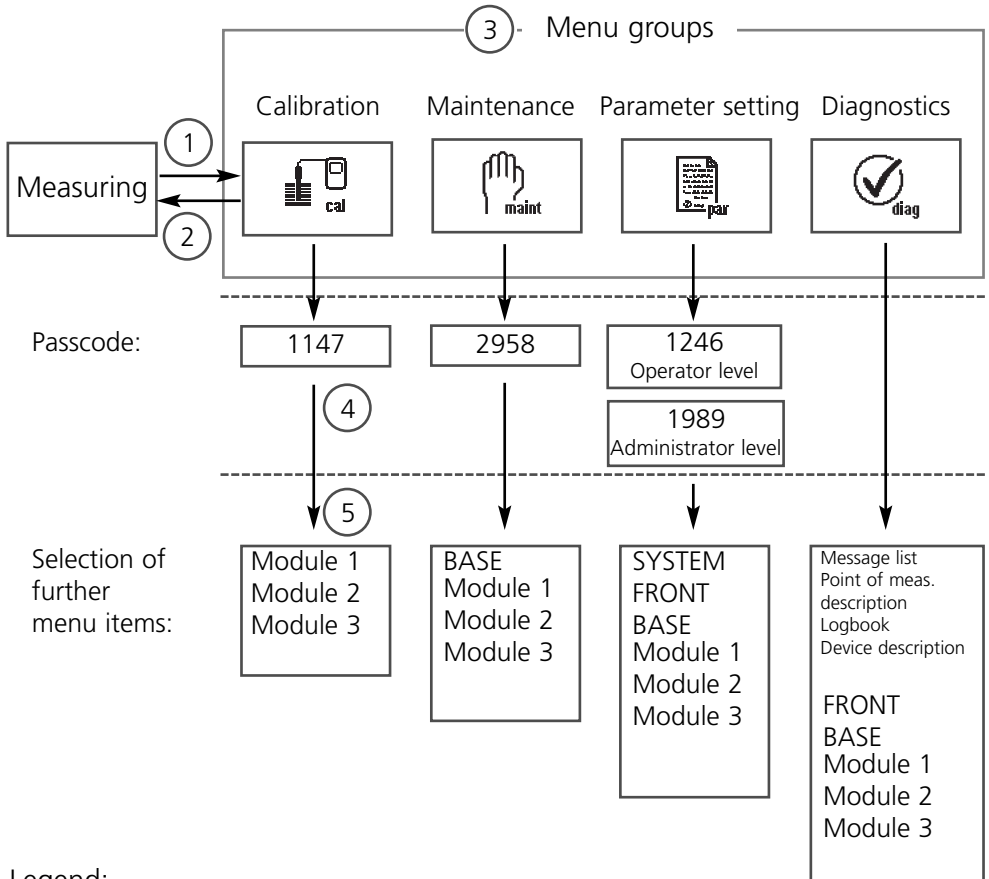 3 Menu groups
Calibration Maintenance Parameter setting Diagnostics
1
Measuring
cal maint par diag
2
Passcode: 1147 2958 1246
Operator level
4
1989
Administrator level
5
Selection of
further
menu items:
Module 1
Module 2
Module 3
BASE
Module 1
Module 2
Module 3
SYSTEM
FRONT
BASE
Module 1
Module 2
Module 3
Message list
Point of meas.
description
Logbook
Device description
FRONT
BASE
Module 1
Module 2
Module 3
Legend: